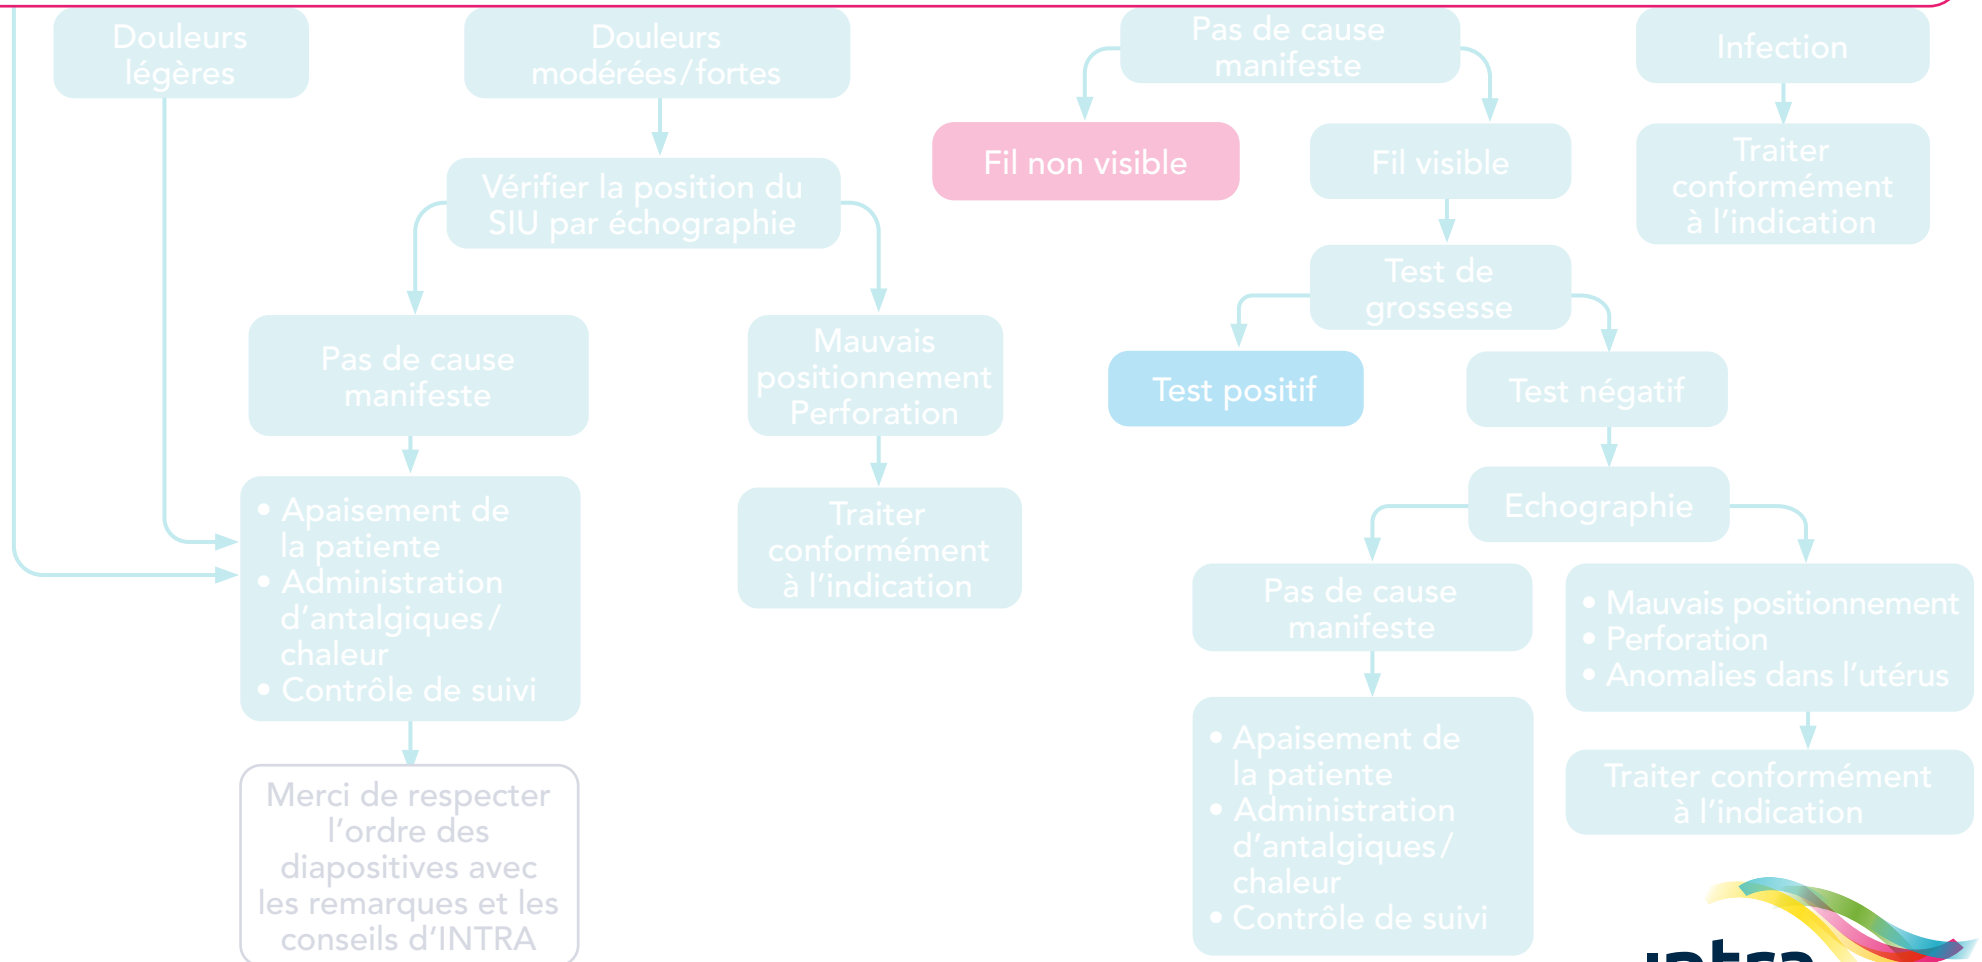 Douleurs
légères
Douleurs
modérées/fortes
Pas de cause
manifeste
Infection
Fil non visible
Fil visible
Traiter
conformément
à l'indication
Vérifier la position du
SIU par échographie
Test de
grossesse
Pas de cause
manifeste
Mauvais
positionnement
Perforation
Test positif
Test négatif
• Apaisement de
la patiente
• Administration
d'antalgiques/
chaleur
• Contrôle de suivi
Traiter
conformément
à l'indication
Echographie
Pas de cause
manifeste
• Mauvais positionnement
• Perforation
• Anomalies dans l'utérus
• Apaisement de
la patiente
• Administration
d'antalgiques/
chaleur
• Contrôle de suivi
Traiter conformément
à l'indication
Merci de respecter
l'ordre des
diapositives avec
les remarques et les
conseils d'INTRA
intra